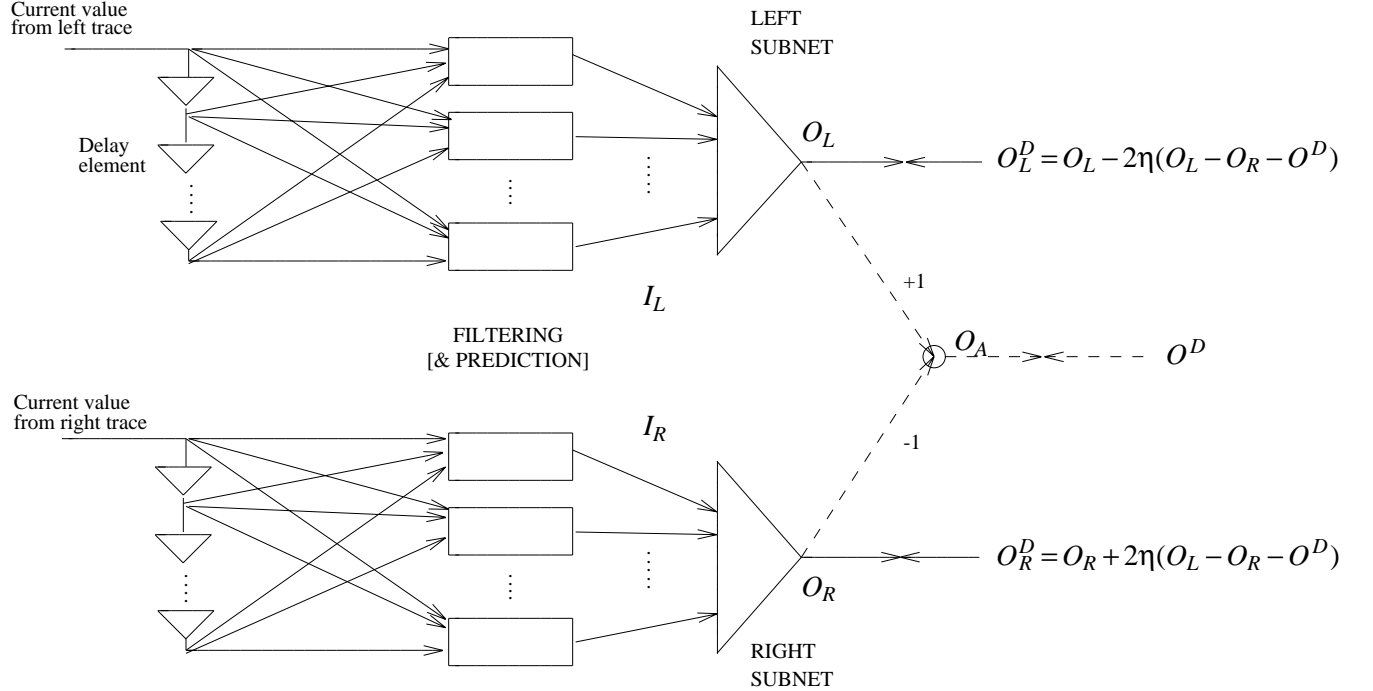 Current value
from left trace
LEFT
SUBNET
Delay
element
O_L
O_L^D = O_L − 2η(O_L − O_R − O^D)
+1
I_L
FILTERING
[& PREDICTION]
O_A
O^D
Current value
from right trace
I_R
-1
O_R^D = O_R + 2η(O_L − O_R − O^D)
O_R
RIGHT
SUBNET